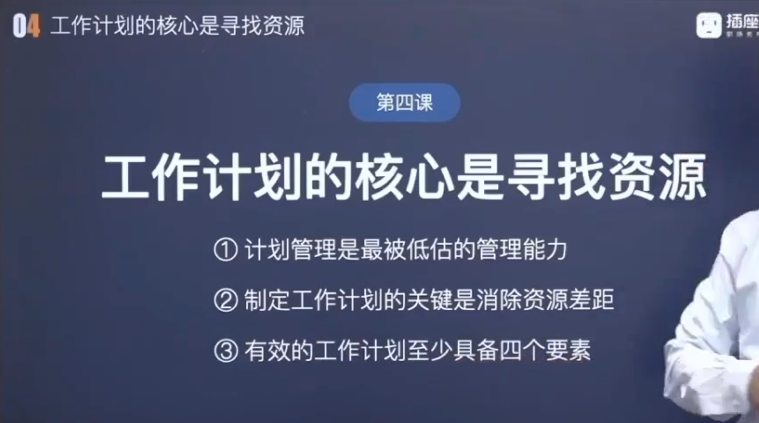 04 工作计划的核心是寻找资源
插座
第四课
工作计划的核心是寻找资源
① 计划管理是最被低估的管理能力
② 制定工作计划的关键是消除资源差距
③ 有效的工作计划至少具备四个要素